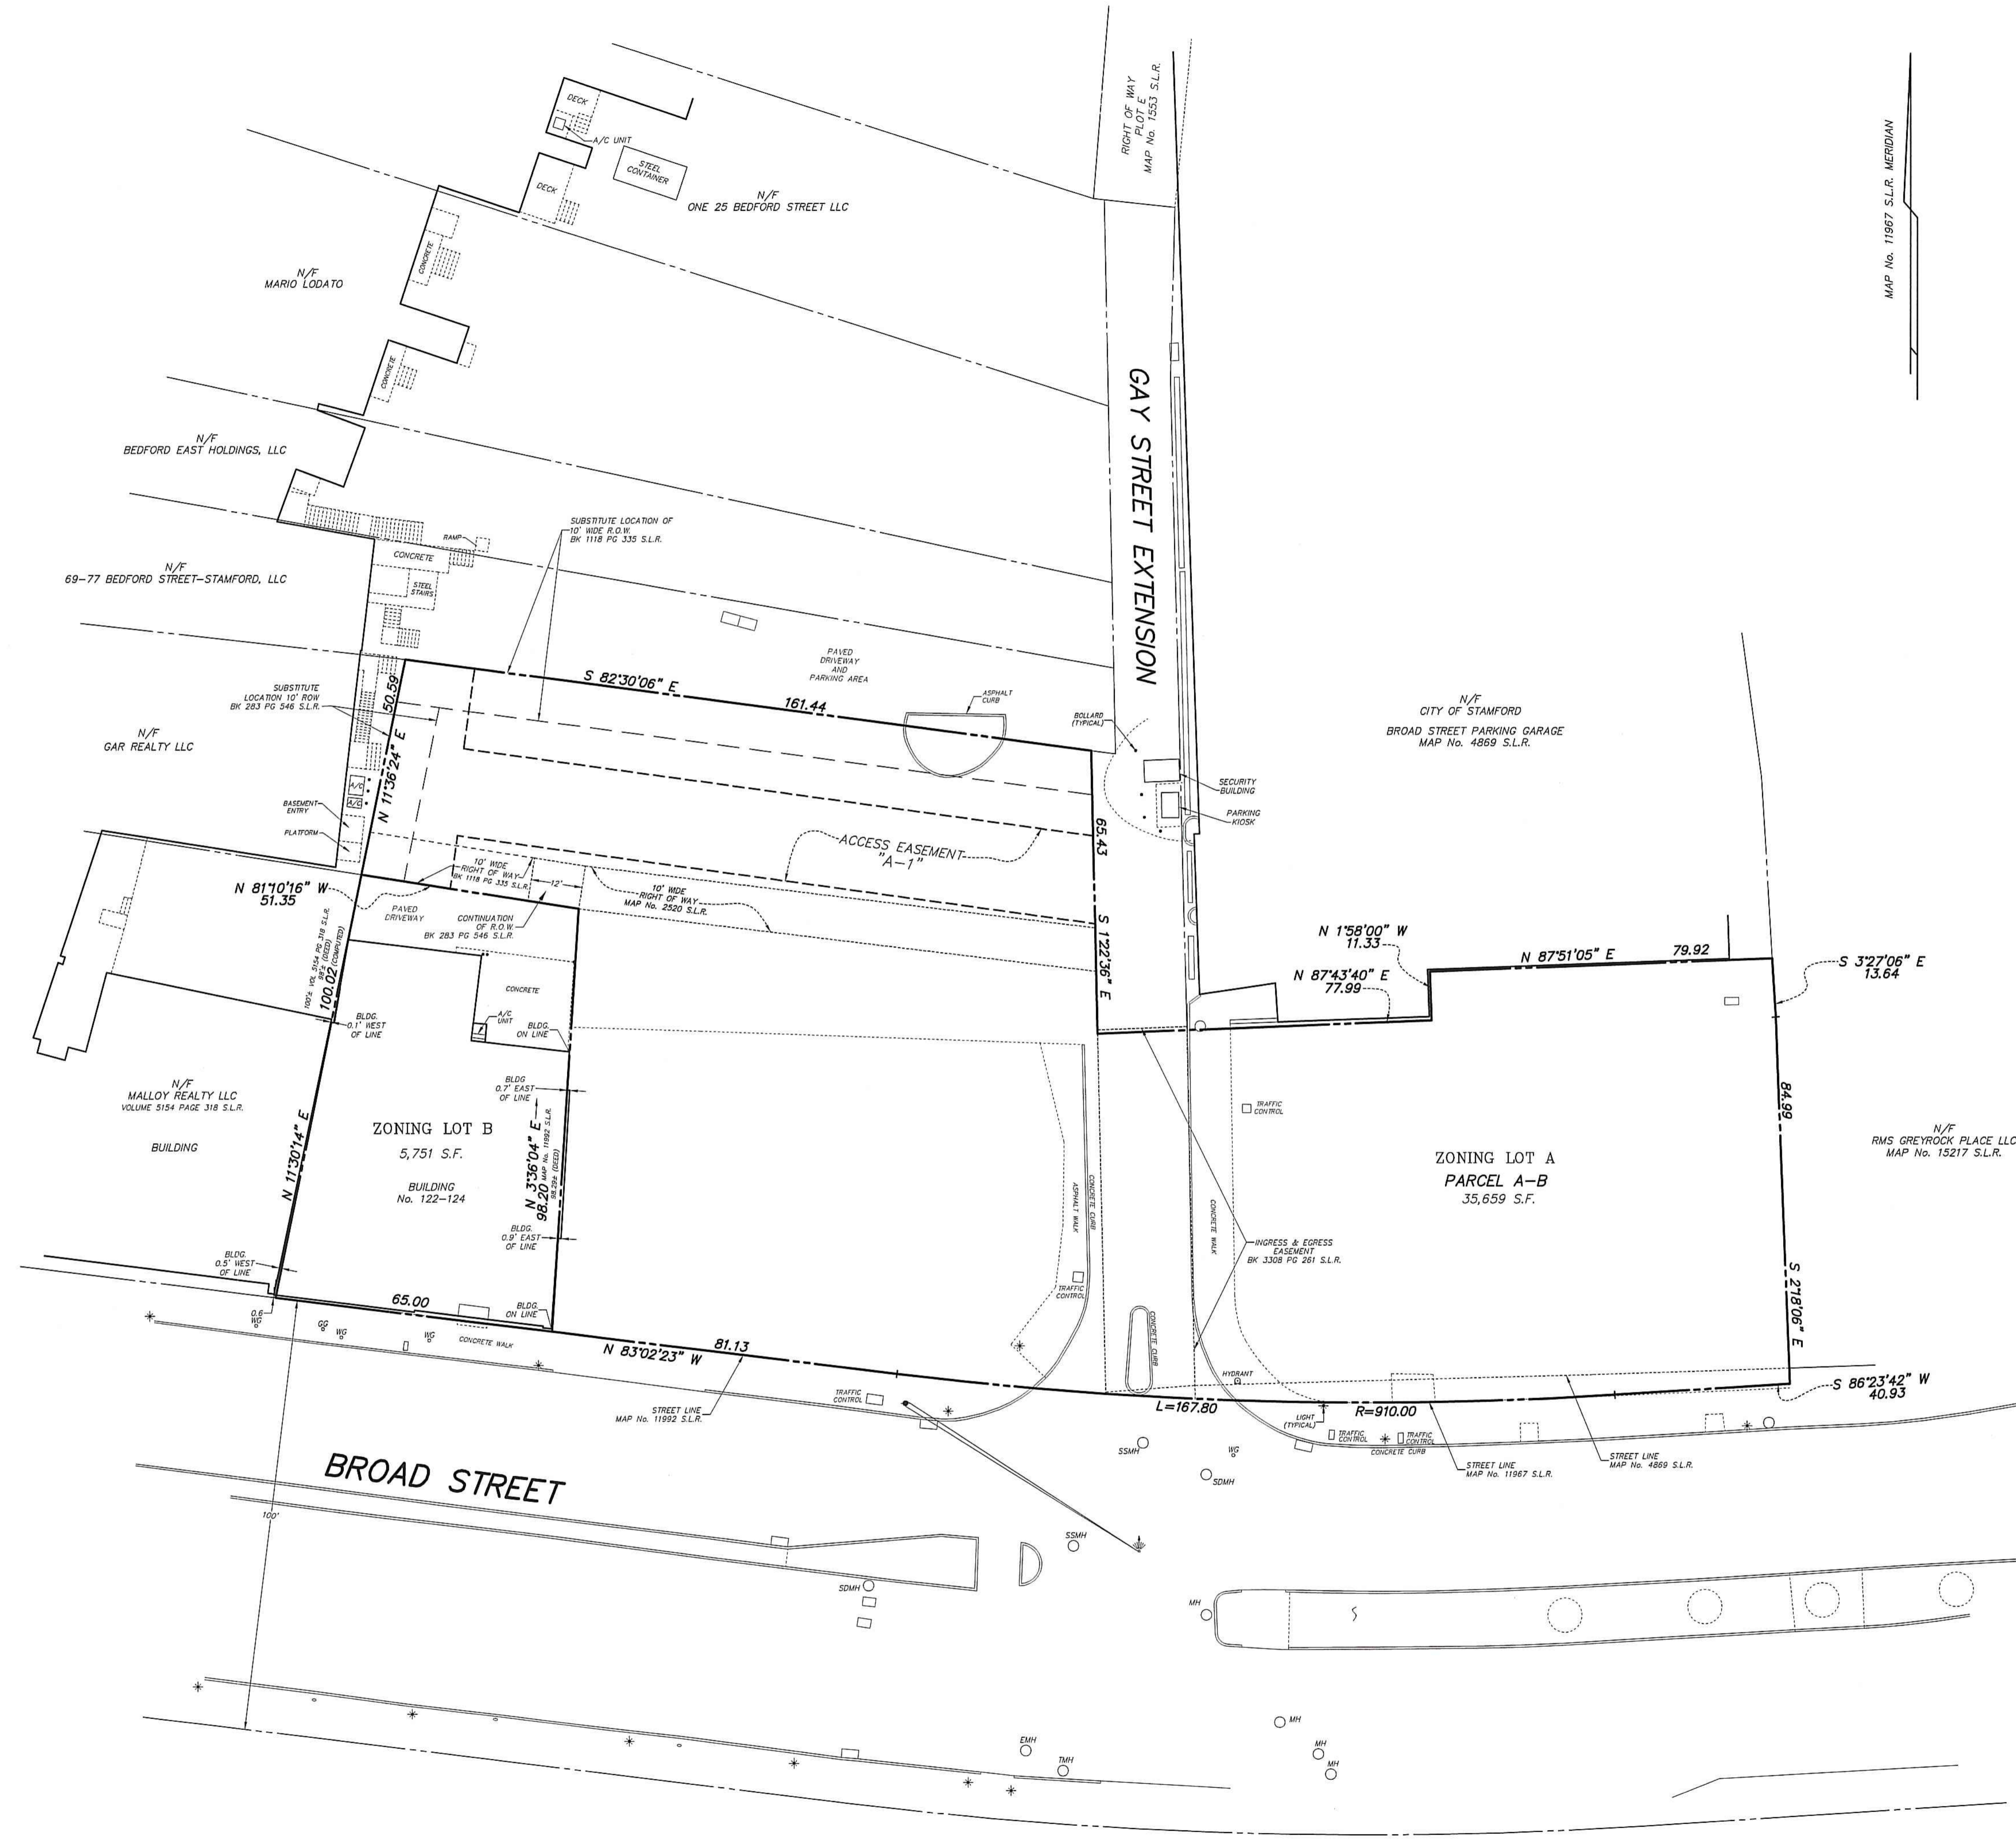 DECK
A/C UNIT
STEEL
CONTAINER
DECK
N/F
ONE 25 BEDFORD STREET LLC
RIGHT OF WAY
PLOT E
MAP No. 1553 S.L.R.
MAP No. 11967 S.L.R. MERIDIAN
CONCRETE
N/F
MARIO LODATO
CONCRETE
GAY STREET EXTENSION
N/F
BEDFORD EAST HOLDINGS, LLC
SUBSTITUTE LOCATION OF
10' WIDE R.O.W.
BK 1118 PG 335 S.L.R.
RAMP
CONCRETE
STEEL
STAIRS
N/F
69-77 BEDFORD STREET-STAMFORD, LLC
PAVED
DRIVEWAY
AND
PARKING AREA
S 82°30'06" E
161.44
ASPHALT
CURB
BOLLARD
(TYPICAL)
SUBSTITUTE
LOCATION 10' ROW
BK 283 PG 546 S.L.R.
50.59
N 11°36'24" E
N/F
GAR REALTY LLC
N/F
CITY OF STAMFORD
BROAD STREET PARKING GARAGE
MAP No. 4869 S.L.R.
SECURITY
BUILDING
PARKING
KIOSK
A/C
A/C
BASEMENT
ENTRY
PLATFORM
ACCESS EASEMENT
"A-1"
65.43
S 1°22'36" E
N 81°10'16" W
51.35
10' WIDE
RIGHT OF WAY
BK 1118 PG 335 S.L.R.
12'
10' WIDE
RIGHT OF WAY
MAP No. 2520 S.L.R.
PAVED
DRIVEWAY
CONTINUATION
OF R.O.W.
BK 283 PG 546 S.L.R.
100'± VOL 5154 PG 318 S.L.R.
98'± (DEED)
100.02 (COMPUTED)
N 1°58'00" W
11.33
N 87°43'40" E
77.99
N 87°51'05" E
79.92
S 3°27'06" E
13.64
CONCRETE
A/C
UNIT
BLDG.
ON LINE
BLDG.
0.1' WEST
OF LINE
N/F
MALLOY REALTY LLC
VOLUME 5154 PAGE 318 S.L.R.
BUILDING
N 11°30'14" E
BLDG
0.7' EAST
OF LINE
ZONING LOT B
5,751 S.F.
BUILDING
No. 122-124
N 3°36'04" E
98.20 MAP No. 11992 S.L.R.
98.29± (DEED)
BLDG.
0.9' EAST
OF LINE
TRAFFIC
CONTROL
ASPHALT WALK
CONCRETE CURB
CONCRETE WALK
84.99
ZONING LOT A
PARCEL A-B
35,659 S.F.
N/F
RMS GREYROCK PLACE LLC
MAP No. 15217 S.L.R.
INGRESS & EGRESS
EASEMENT
BK 3308 PG 261 S.L.R.
S 2°18'06" E
BLDG.
0.5' WEST
OF LINE
0.6
65.00
BLDG.
ON LINE
TRAFFIC
CONTROL
CONCRETE CURB
WG
GG
WG
WG
CONCRETE WALK
N 83°02'23" W
81.13
HYDRANT
S 86°23'42" W
40.93
TRAFFIC
CONTROL
STREET LINE
MAP No. 11992 S.L.R.
L=167.80
R=910.00
LIGHT
(TYPICAL)
TRAFFIC
CONTROL
TRAFFIC
CONTROL
CONCRETE CURB
SSMH
WG
SDMH
STREET LINE
MAP No. 11967 S.L.R.
STREET LINE
MAP No. 4869 S.L.R.
BROAD STREET
100'
SSMH
SDMH
MH
MH
EMH
TMH
MH
MH